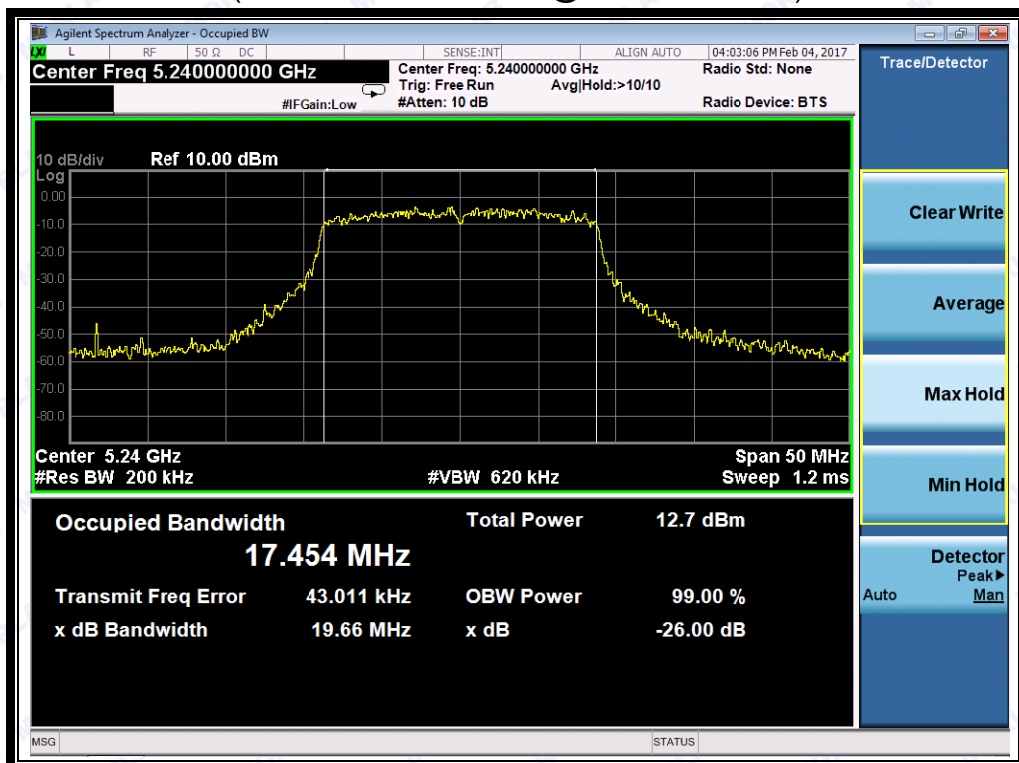 Agilent Spectrum Analyzer - Occupied BW
LXI L RF 50 Ω DC SENSE:INT ALIGN AUTO 04:03:06 PM Feb 04, 2017
Center Freq 5.240000000 GHz Center Freq: 5.240000000 GHz Radio Std: None
Trig: Free Run Avg|Hold:>10/10
#IFGain:Low #Atten: 10 dB Radio Device: BTS
10 dB/div Ref 10.00 dBm
Log
0.00
-10.0
-20.0
-30.0
-40.0
-50.0
-60.0
-70.0
-80.0
Center 5.24 GHz Span 50 MHz
#Res BW 200 kHz #VBW 620 kHz Sweep 1.2 ms
Occupied Bandwidth Total Power 12.7 dBm
17.454 MHz
Transmit Freq Error 43.011 kHz OBW Power 99.00 %
x dB Bandwidth 19.66 MHz x dB -26.00 dB
MSG STATUS
Trace/Detector
Clear Write
Average
Max Hold
Min Hold
Detector
Peak▶
Auto Man